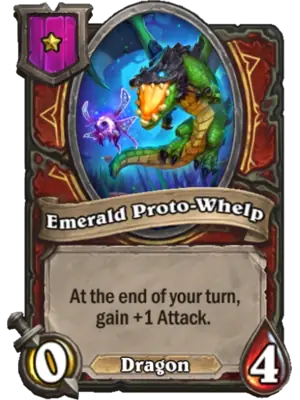 Emerald Proto-Whelp
At the end of your turn,
gain +1 Attack.
0
Dragon
4